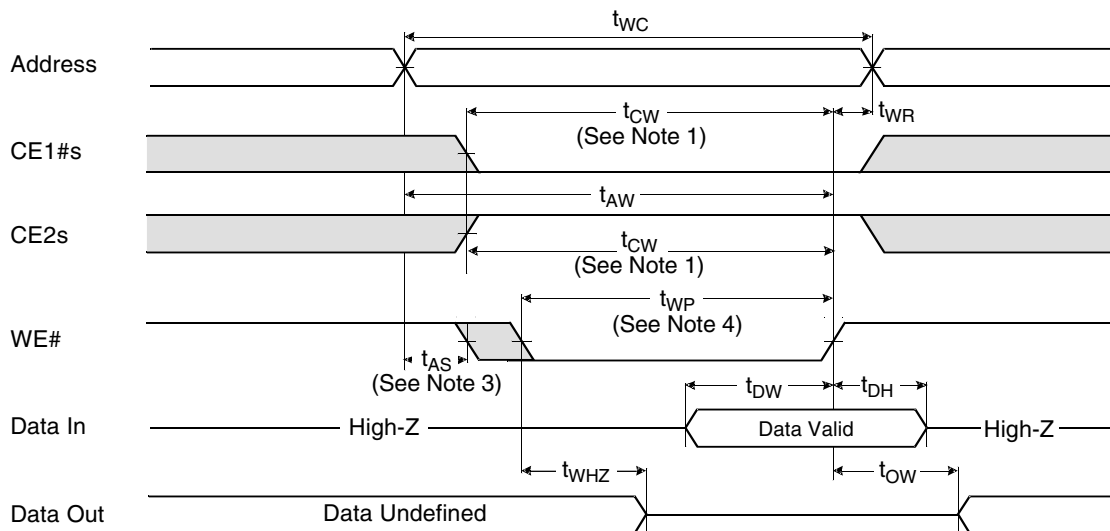 tWC
Address
tCW
(See Note 1)
tWR
CE1#s
tAW
CE2s
tCW
(See Note 1)
tWP
(See Note 4)
WE#
tAS
(See Note 3)
tDW
tDH
Data In
High-Z
Data Valid
High-Z
tWHZ
tOW
Data Out
Data Undefined